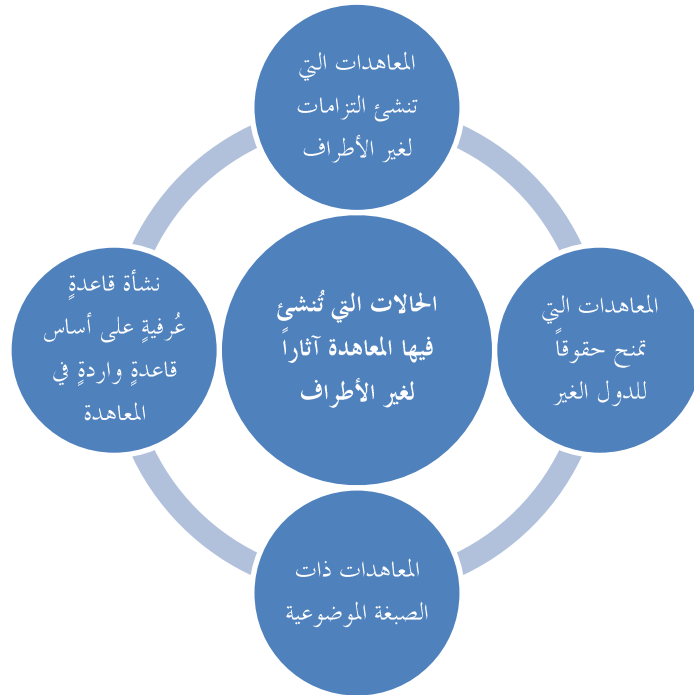 المعاهدات التي
تنشئ التزامات
لغير الأطراف
الحالات التي تُنشئ
فيها المعاهدة آثاراً
لغير الأطراف
المعاهدات التي
تمنح حقوقاً
للدول الغير
المعاهدات ذات
الصبغة الموضوعية
نشأة قاعدةٍ
عُرفيةٍ على أساس
قاعدةٍ واردةٍ في
المعاهدة